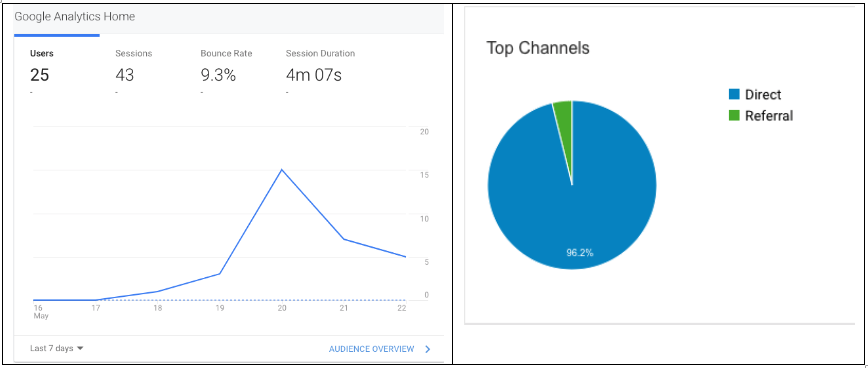 Google Analytics Home
Users Sessions Bounce Rate Session Duration
25 43 9.3% 4m 07s
- - - -
20
15
10
5
0
16 17 18 19 20 21 22
May
Last 7 days AUDIENCE OVERVIEW
Top Channels
Direct
Referral
96.2%